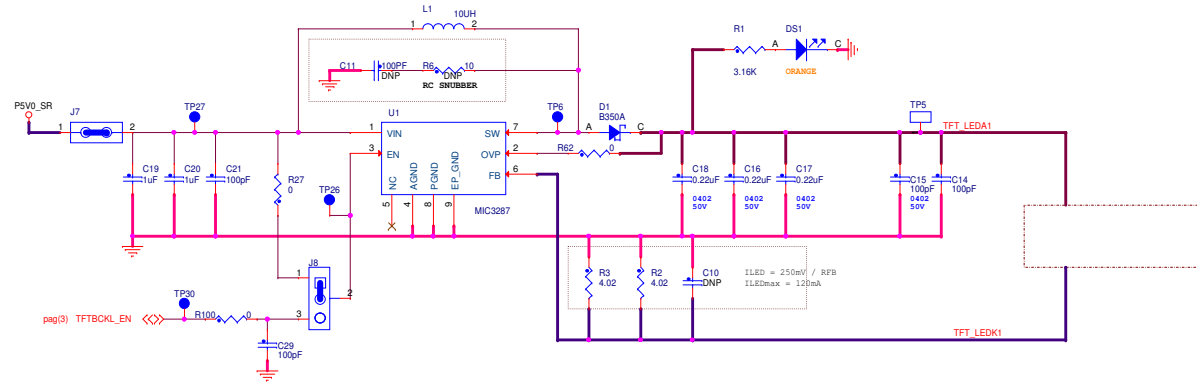 L1
1
10UH
2
R1
3.16K
A
DS1
C
ORANGE
C11
100PF
DNP
R6
DNP
10
RC SNUBBER
P5V0_SR
J7
1
2
TP27
U1
TP6
D1
B350A
A
C
TP5
TFT_LEDA1
1
VIN
SW
7
3
EN
OVP
2
R62
0
FB
6
NC
AGND
PGND
EP_GND
5
4
8
9
MIC3287
C19
1uF
C20
1uF
C21
100pF
R27
0
TP26
C18
0.22uF
0402
50V
C16
0.22uF
0402
50V
C17
0.22uF
0402
50V
C15
100pF
0402
50V
C14
100pF
J8
1
2
3
R3
4.02
R2
4.02
C10
DNP
ILED = 250mV / RFB
ILEDmax = 120mA
TP30
pag(3) TFTBCKL_EN
R100
0
C29
100pF
TFT_LEDK1